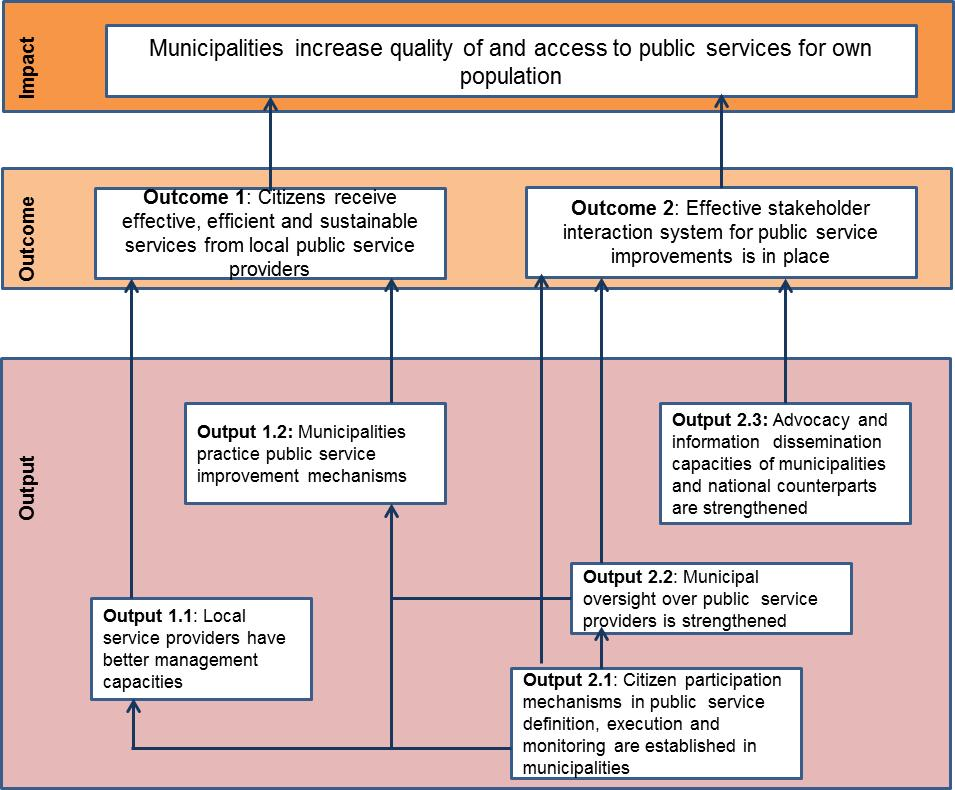 Impact
Municipalities increase quality of and access to public services for own
population
Outcome
Outcome 1: Citizens receive
effective, efficient and sustainable
services from local public service
providers
Outcome 2: Effective stakeholder
interaction system for public service
improvements is in place
Output
Output 1.2: Municipalities
practice public service
improvement mechanisms
Output 2.3: Advocacy and
information dissemination
capacities of municipalities
and national counterparts
are strengthened
Output 2.2: Municipal
oversight over public service
providers is strengthened
Output 1.1: Local
service providers have
better management
capacities
Output 2.1: Citizen participation
mechanisms in public service
definition, execution and
monitoring are established in
municipalities